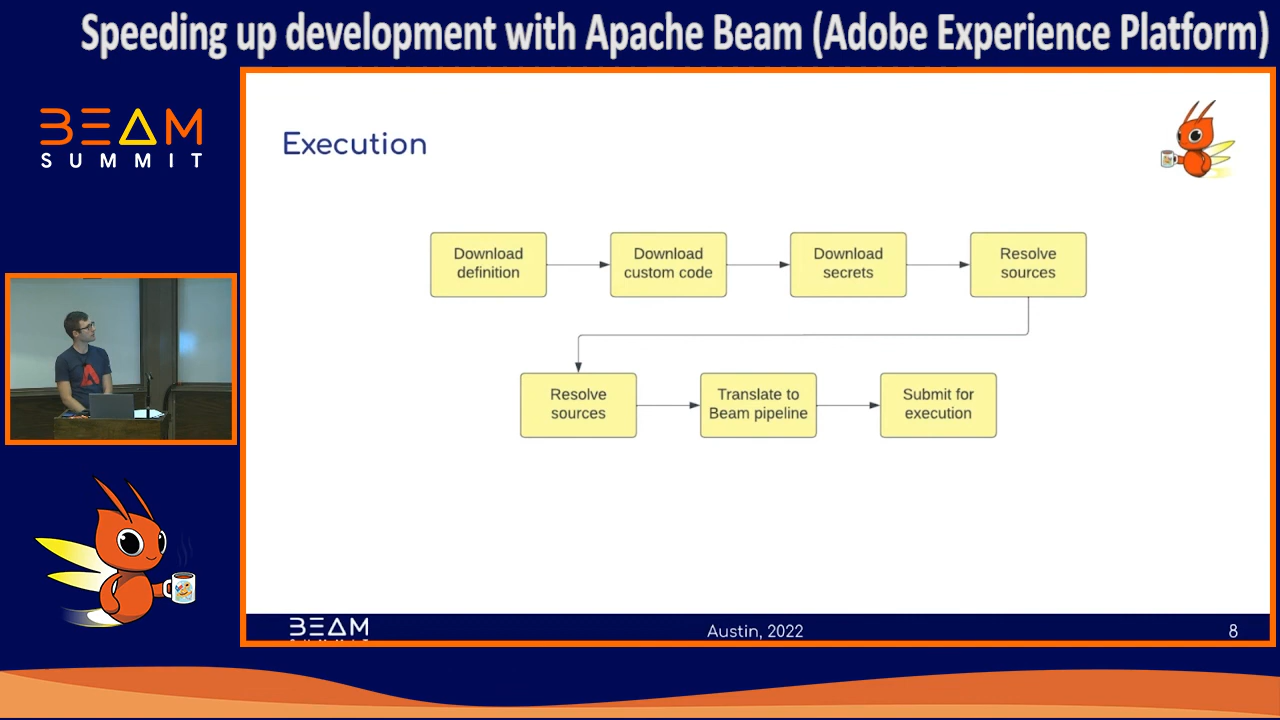 Speeding up development with Apache Beam (Adobe Experience Platform)
BEAM
SUMMIT
Execution
Download
definition
Download
custom code
Download
secrets
Resolve
sources
Resolve
sources
Translate to
Beam pipeline
Submit for
execution
BEAM
Austin, 2022
8